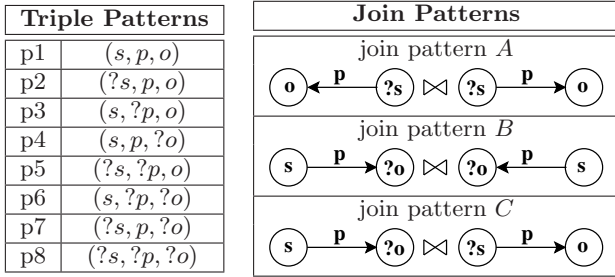 Triple Patterns
p1 (s, p, o)
p2 (?s, p, o)
p3 (s, ?p, o)
p4 (s, p, ?o)
p5 (?s, ?p, o)
p6 (s, ?p, ?o)
p7 (?s, p, ?o)
p8 (?s, ?p, ?o)
Join Patterns
join pattern A
o p ?s ⋈ ?s p o
join pattern B
s p ?o ⋈ ?o p s
join pattern C
s p ?o ⋈ ?s p o